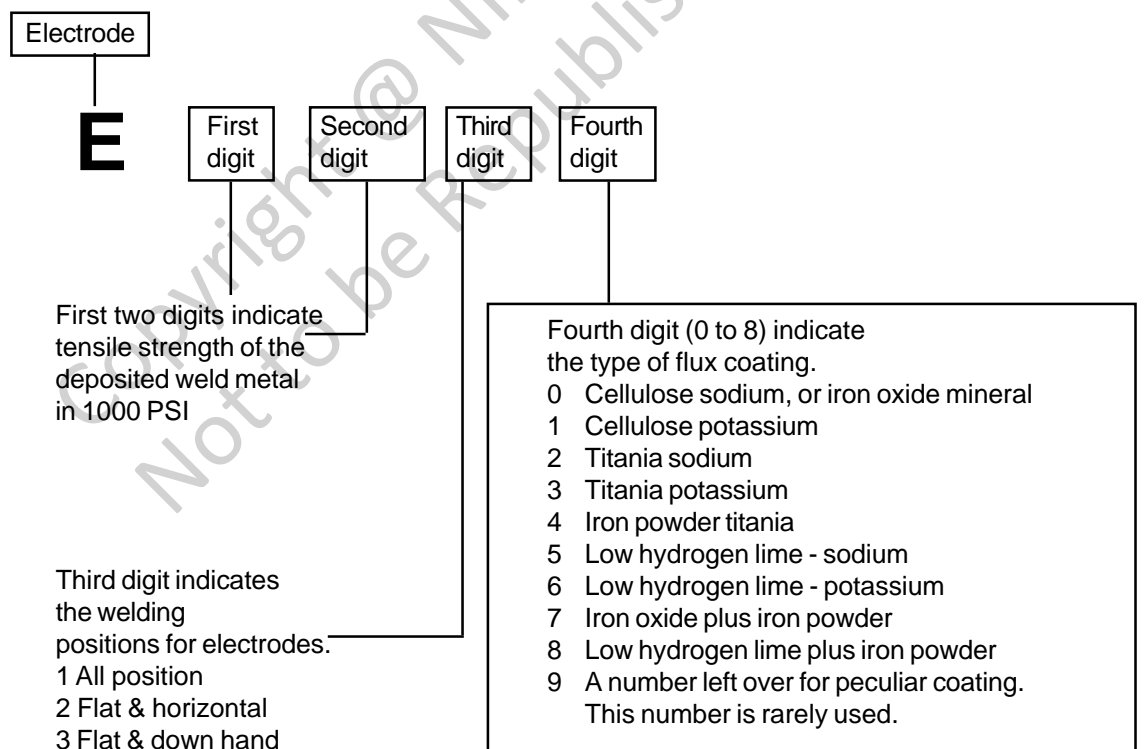 Electrode
E
First
digit
Second
digit
Third
digit
Fourth
digit
First two digits indicate
tensile strength of the
deposited weld metal
in 1000 PSI
Third digit indicates
the welding
positions for electrodes.
1 All position
2 Flat & horizontal
3 Flat & down hand
Fourth digit (0 to 8) indicate
the type of flux coating.
0 Cellulose sodium, or iron oxide mineral
1 Cellulose potassium
2 Titania sodium
3 Titania potassium
4 Iron powder titania
5 Low hydrogen lime - sodium
6 Low hydrogen lime - potassium
7 Iron oxide plus iron powder
8 Low hydrogen lime plus iron powder
9 A number left over for peculiar coating.
This number is rarely used.
Copyright @
Not to be